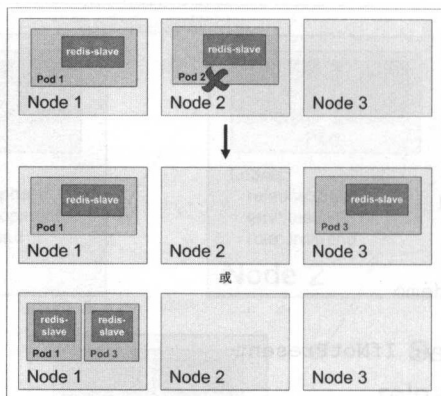 redis-slave
Pod 1
Node 1
redis-slave
Pod 2
Node 2
Node 3
redis-slave
Pod 1
Node 1
Node 2
redis-slave
Pod 3
Node 3
或
redis-
slave
Pod 1
redis-
slave
Pod 3
Node 1
Node 2
Node 3
IfNotPresent